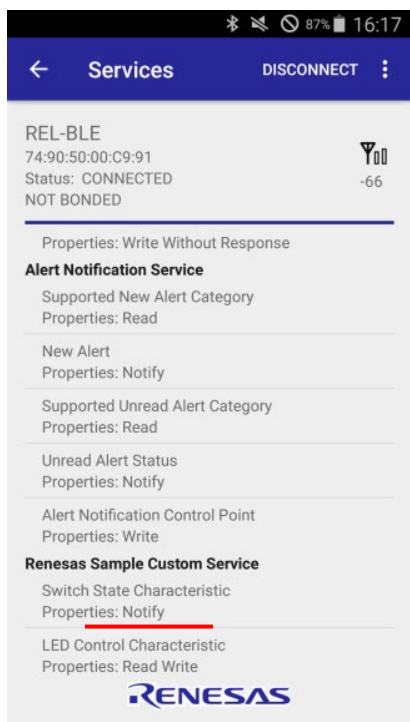 87% 16:17
Services DISCONNECT
REL-BLE
74:90:50:00:C9:91
Status: CONNECTED
-66
NOT BONDED
Properties: Write Without Response
Alert Notification Service
Supported New Alert Category
Properties: Read
New Alert
Properties: Notify
Supported Unread Alert Category
Properties: Read
Unread Alert Status
Properties: Notify
Alert Notification Control Point
Properties: Write
Renesas Sample Custom Service
Switch State Characteristic
Properties: Notify
LED Control Characteristic
Properties: Read Write
RENESAS